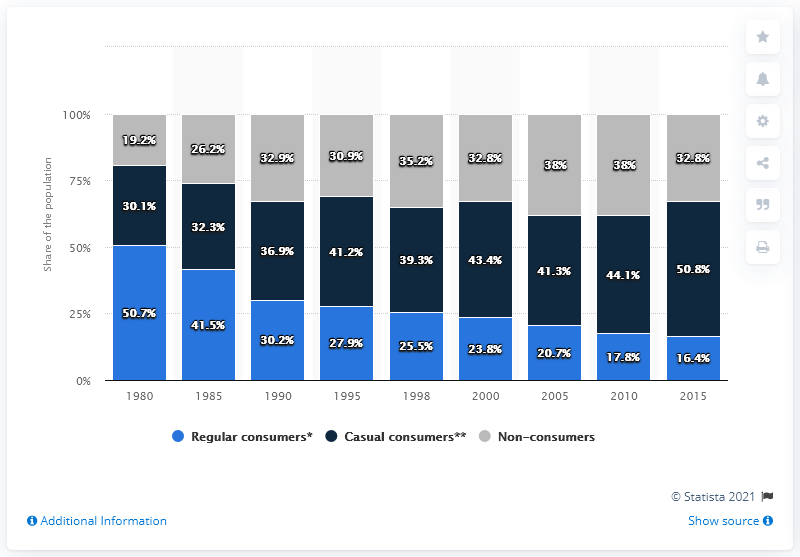 100%
75%
50%
25%
0%
Share of the population
19.2% 26.2% 32.9% 30.9% 35.2% 32.8% 38% 38% 32.8%
30.1% 32.3% 36.9% 41.2% 39.3% 43.4% 41.3% 44.1% 50.8%
50.7% 41.5% 30.2% 27.9% 25.5% 23.8% 20.7% 17.8% 16.4%
1980 1985 1990 1995 1998 2000 2005 2010 2015
Regular consumers* Casual consumers** Non-consumers
© Statista 2021
Additional Information Show source